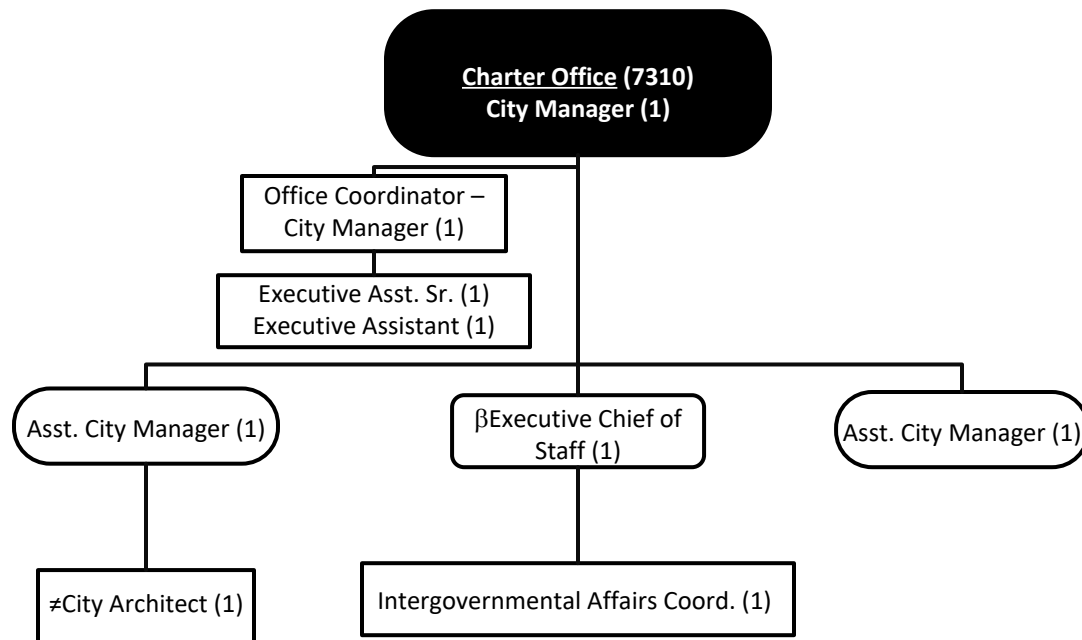 Charter Office (7310)
City Manager (1)
Office Coordinator –
City Manager (1)
Executive Asst. Sr. (1)
Executive Assistant (1)
Asst. City Manager (1)
βExecutive Chief of
Staff (1)
Asst. City Manager (1)
≠City Architect (1)
Intergovernmental Affairs Coord. (1)